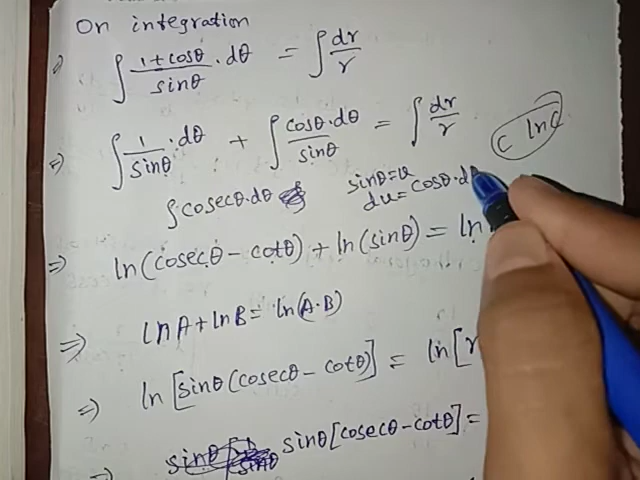 On integration
⇒ ∫ (1+cosθ)/sinθ · dθ = ∫ dr/r
⇒ ∫ 1/sinθ · dθ + ∫ cosθ·dθ/sinθ = ∫ dr/r
c lnc
∫ cosecθ·dθ
sinθ=u
du = cosθ·dθ
⇒ ln(cosecθ − cotθ) + ln(sinθ) = ln
⇒ lnA + lnB = ln(A·B)
⇒ ln[sinθ(cosecθ − cotθ)] = ln[r
⇒ sinθ[cosecθ − cotθ] =